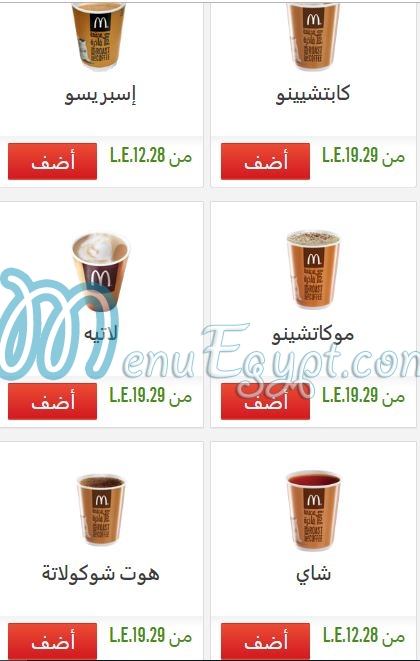 كابتشيينو
إسبريسو
من L.E.19.29
أضف
من L.E.12.28
أضف
موكاتشينو
لاتيه
MenuEgypt.com
من L.E.19.29
أضف
من L.E.19.29
أضف
شاي
هوت شوكولاتة
من L.E.12.28
أضف
من L.E.19.29
أضف